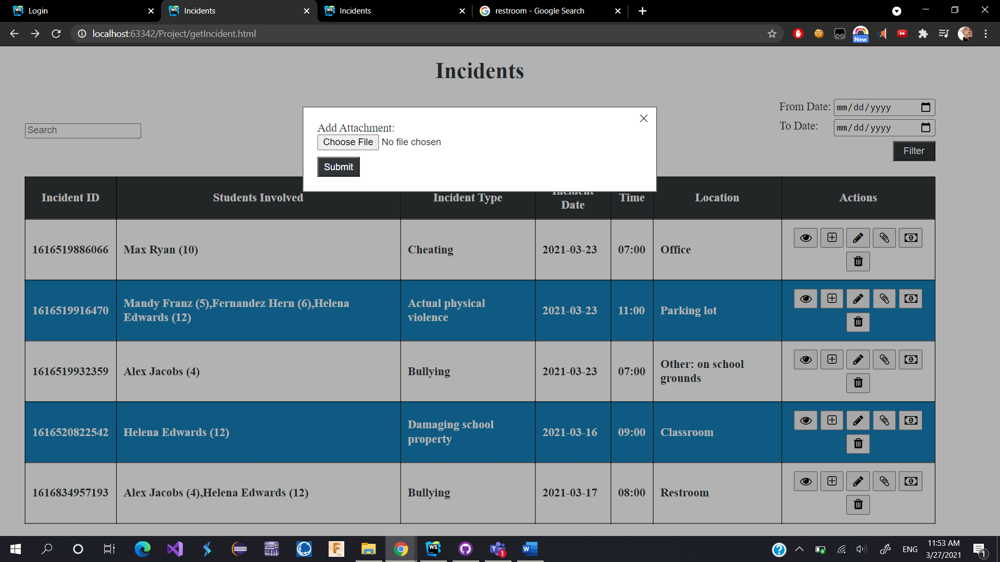 Login
Incidents
Incidents
restroom - Google Search
localhost:63342/Project/getIncident.html
New
Incidents
From Date: mm/dd/yyyy
Search
To Date: mm/dd/yyyy
Filter
Add Attachment:
Choose File No file chosen
Submit
Incident ID Students Involved Incident Type Incident Date Time Location Actions
1616519886066 Max Ryan (10) Cheating 2021-03-23 07:00 Office
1616519916470 Mandy Franz (5),Fernandez Hern (6),Helena Edwards (12) Actual physical violence 2021-03-23 11:00 Parking lot
1616519932359 Alex Jacobs (4) Bullying 2021-03-23 07:00 Other: on school grounds
1616520822542 Helena Edwards (12) Damaging school property 2021-03-16 09:00 Classroom
1616834957193 Alex Jacobs (4),Helena Edwards (12) Bullying 2021-03-17 08:00 Restroom
ENG
11:53 AM
3/27/2021
1